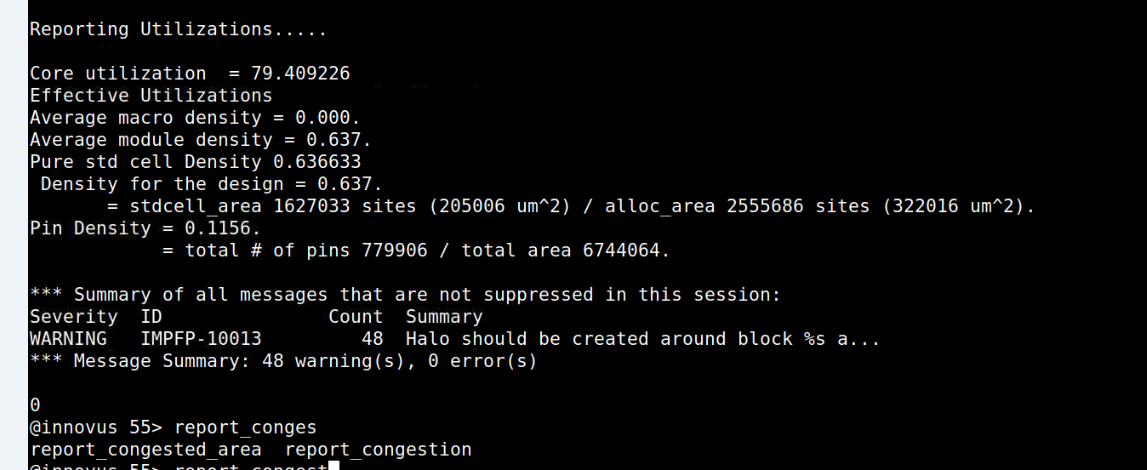 Reporting Utilizations.....
Core utilization  = 79.409226
Effective Utilizations
Average macro density = 0.000.
Average module density = 0.637.
Pure std cell Density 0.636633
 Density for the design = 0.637.
       = stdcell_area 1627033 sites (205006 um^2) / alloc_area 2555686 sites (322016 um^2).
Pin Density = 0.1156.
            = total # of pins 779906 / total area 6744064.
*** Summary of all messages that are not suppressed in this session:
Severity  ID               Count  Summary
WARNING   IMPFP-10013         48  Halo should be created around block %s a...
*** Message Summary: 48 warning(s), 0 error(s)
0
@innovus 55> report_conges
report_congested_area  report_congestion
@innovus 55> report_congest